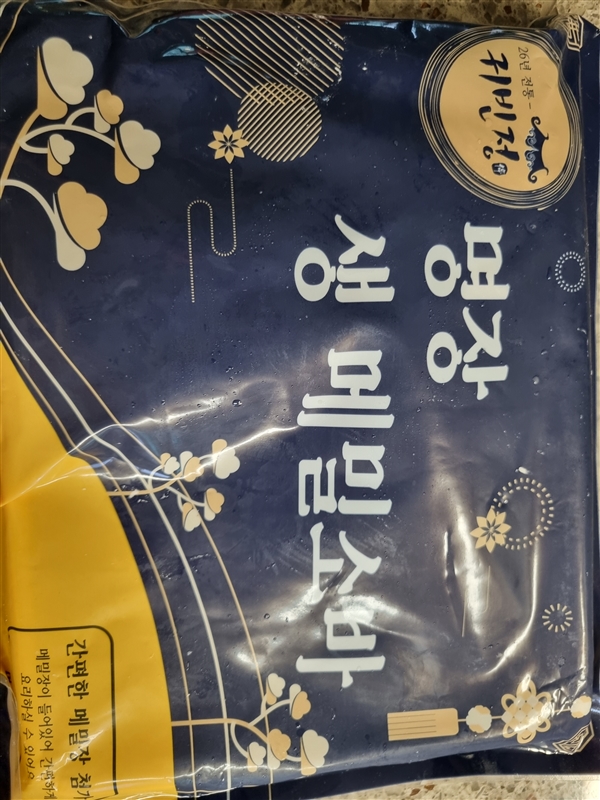 26년 전통-
귀빈정
명장
생 메밀소바
간편한 메밀장 첨가
메밀장이 들어있어 간편하게
요리하실 수 있어요